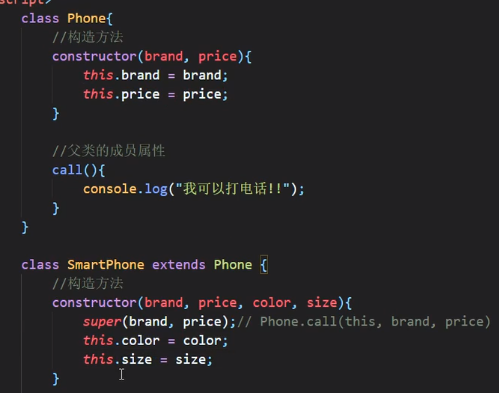 script>
class Phone{
//构造方法
constructor(brand, price){
this.brand = brand;
this.price = price;
}
//父类的成员属性
call(){
console.log("我可以打电话!!");
}
}
class SmartPhone extends Phone {
//构造方法
constructor(brand, price, color, size){
super(brand, price);// Phone.call(this, brand, price)
this.color = color;
this.size = size;
}